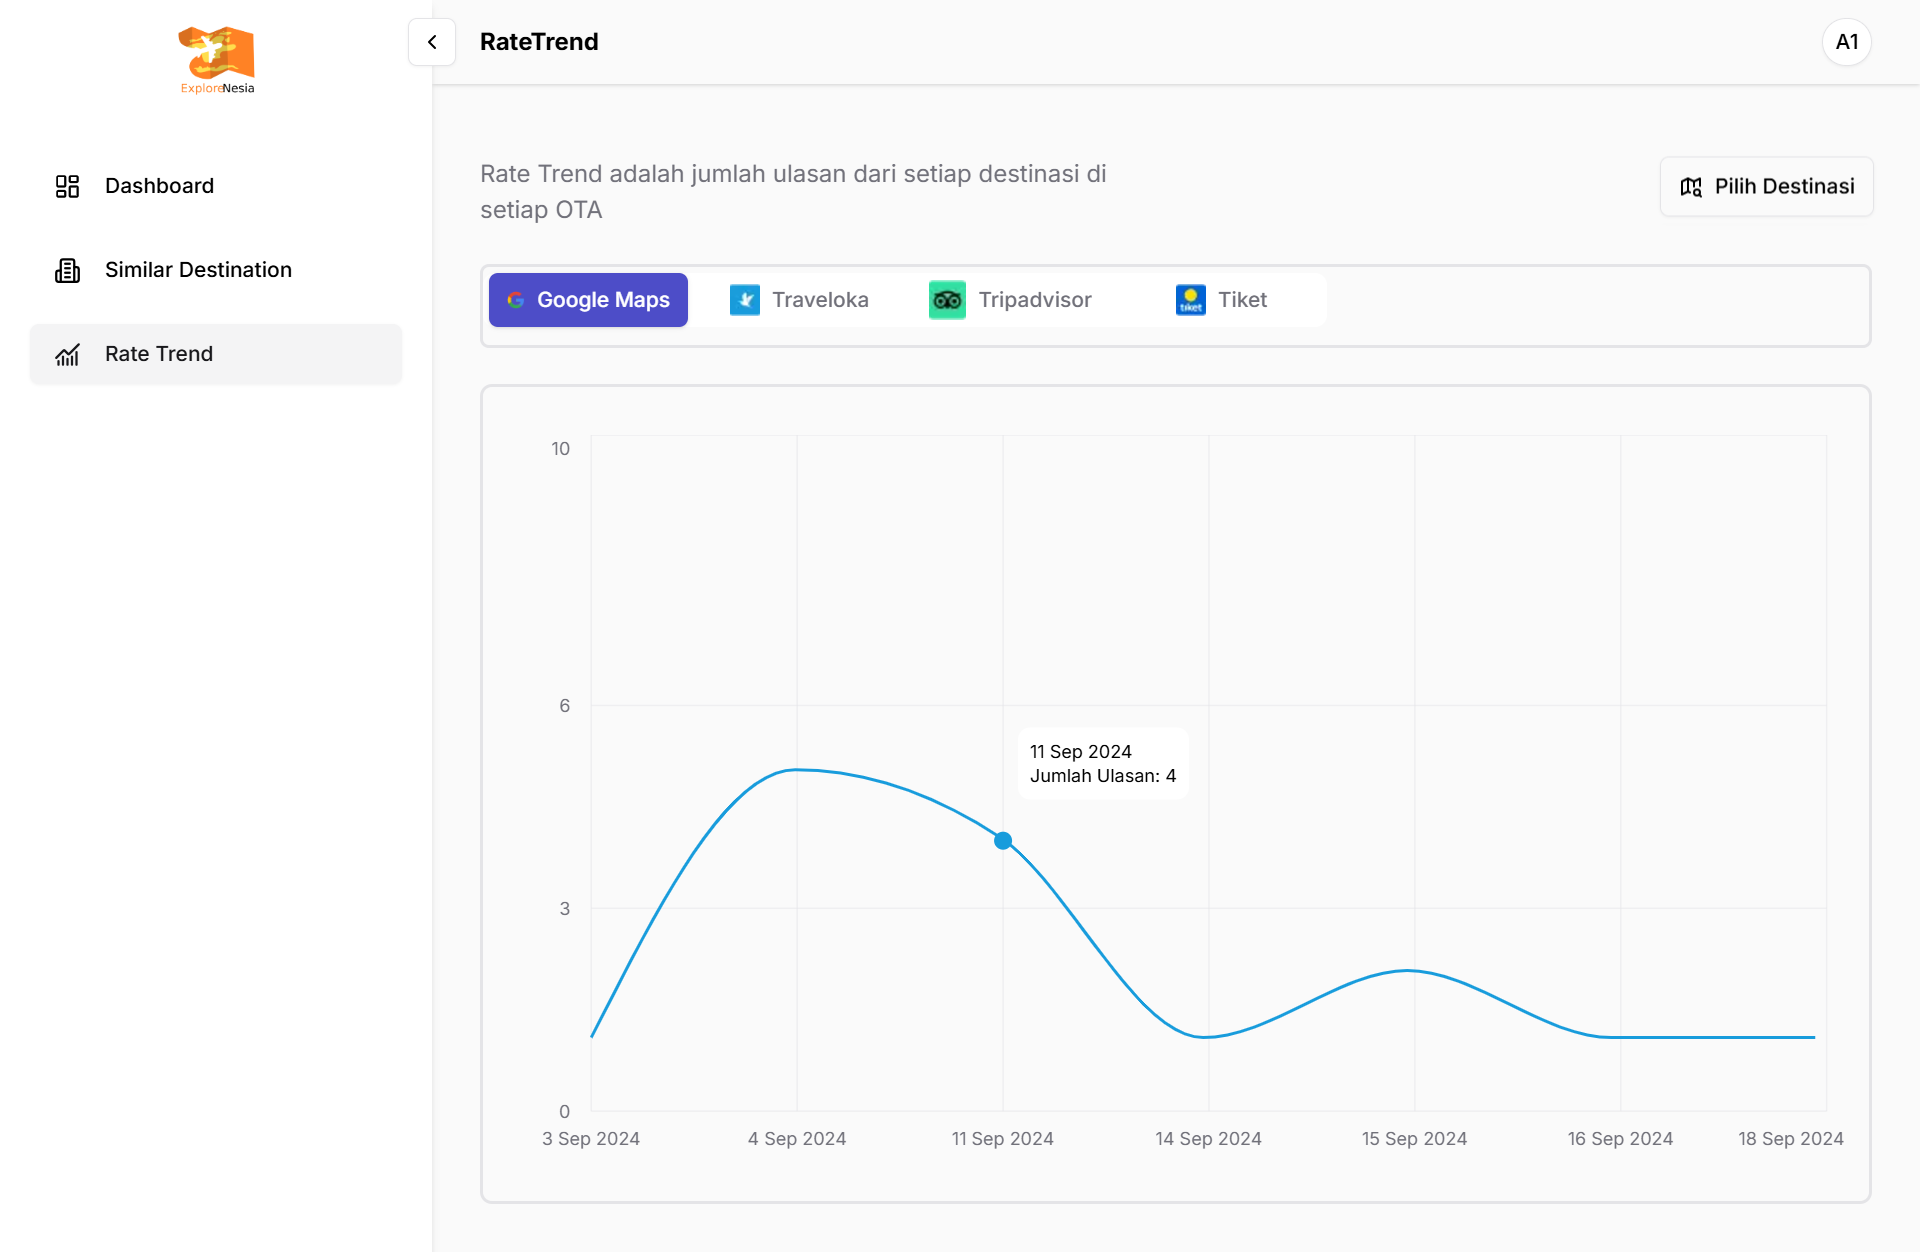 ExploreNesia
RateTrend
A1
Dashboard
Similar Destination
Rate Trend
Rate Trend adalah jumlah ulasan dari setiap destinasi di
setiap OTA
Pilih Destinasi
Google Maps
Traveloka
Tripadvisor
tiket
Tiket
10
6
3
0
11 Sep 2024
Jumlah Ulasan: 4
3 Sep 2024
4 Sep 2024
11 Sep 2024
14 Sep 2024
15 Sep 2024
16 Sep 2024
18 Sep 2024